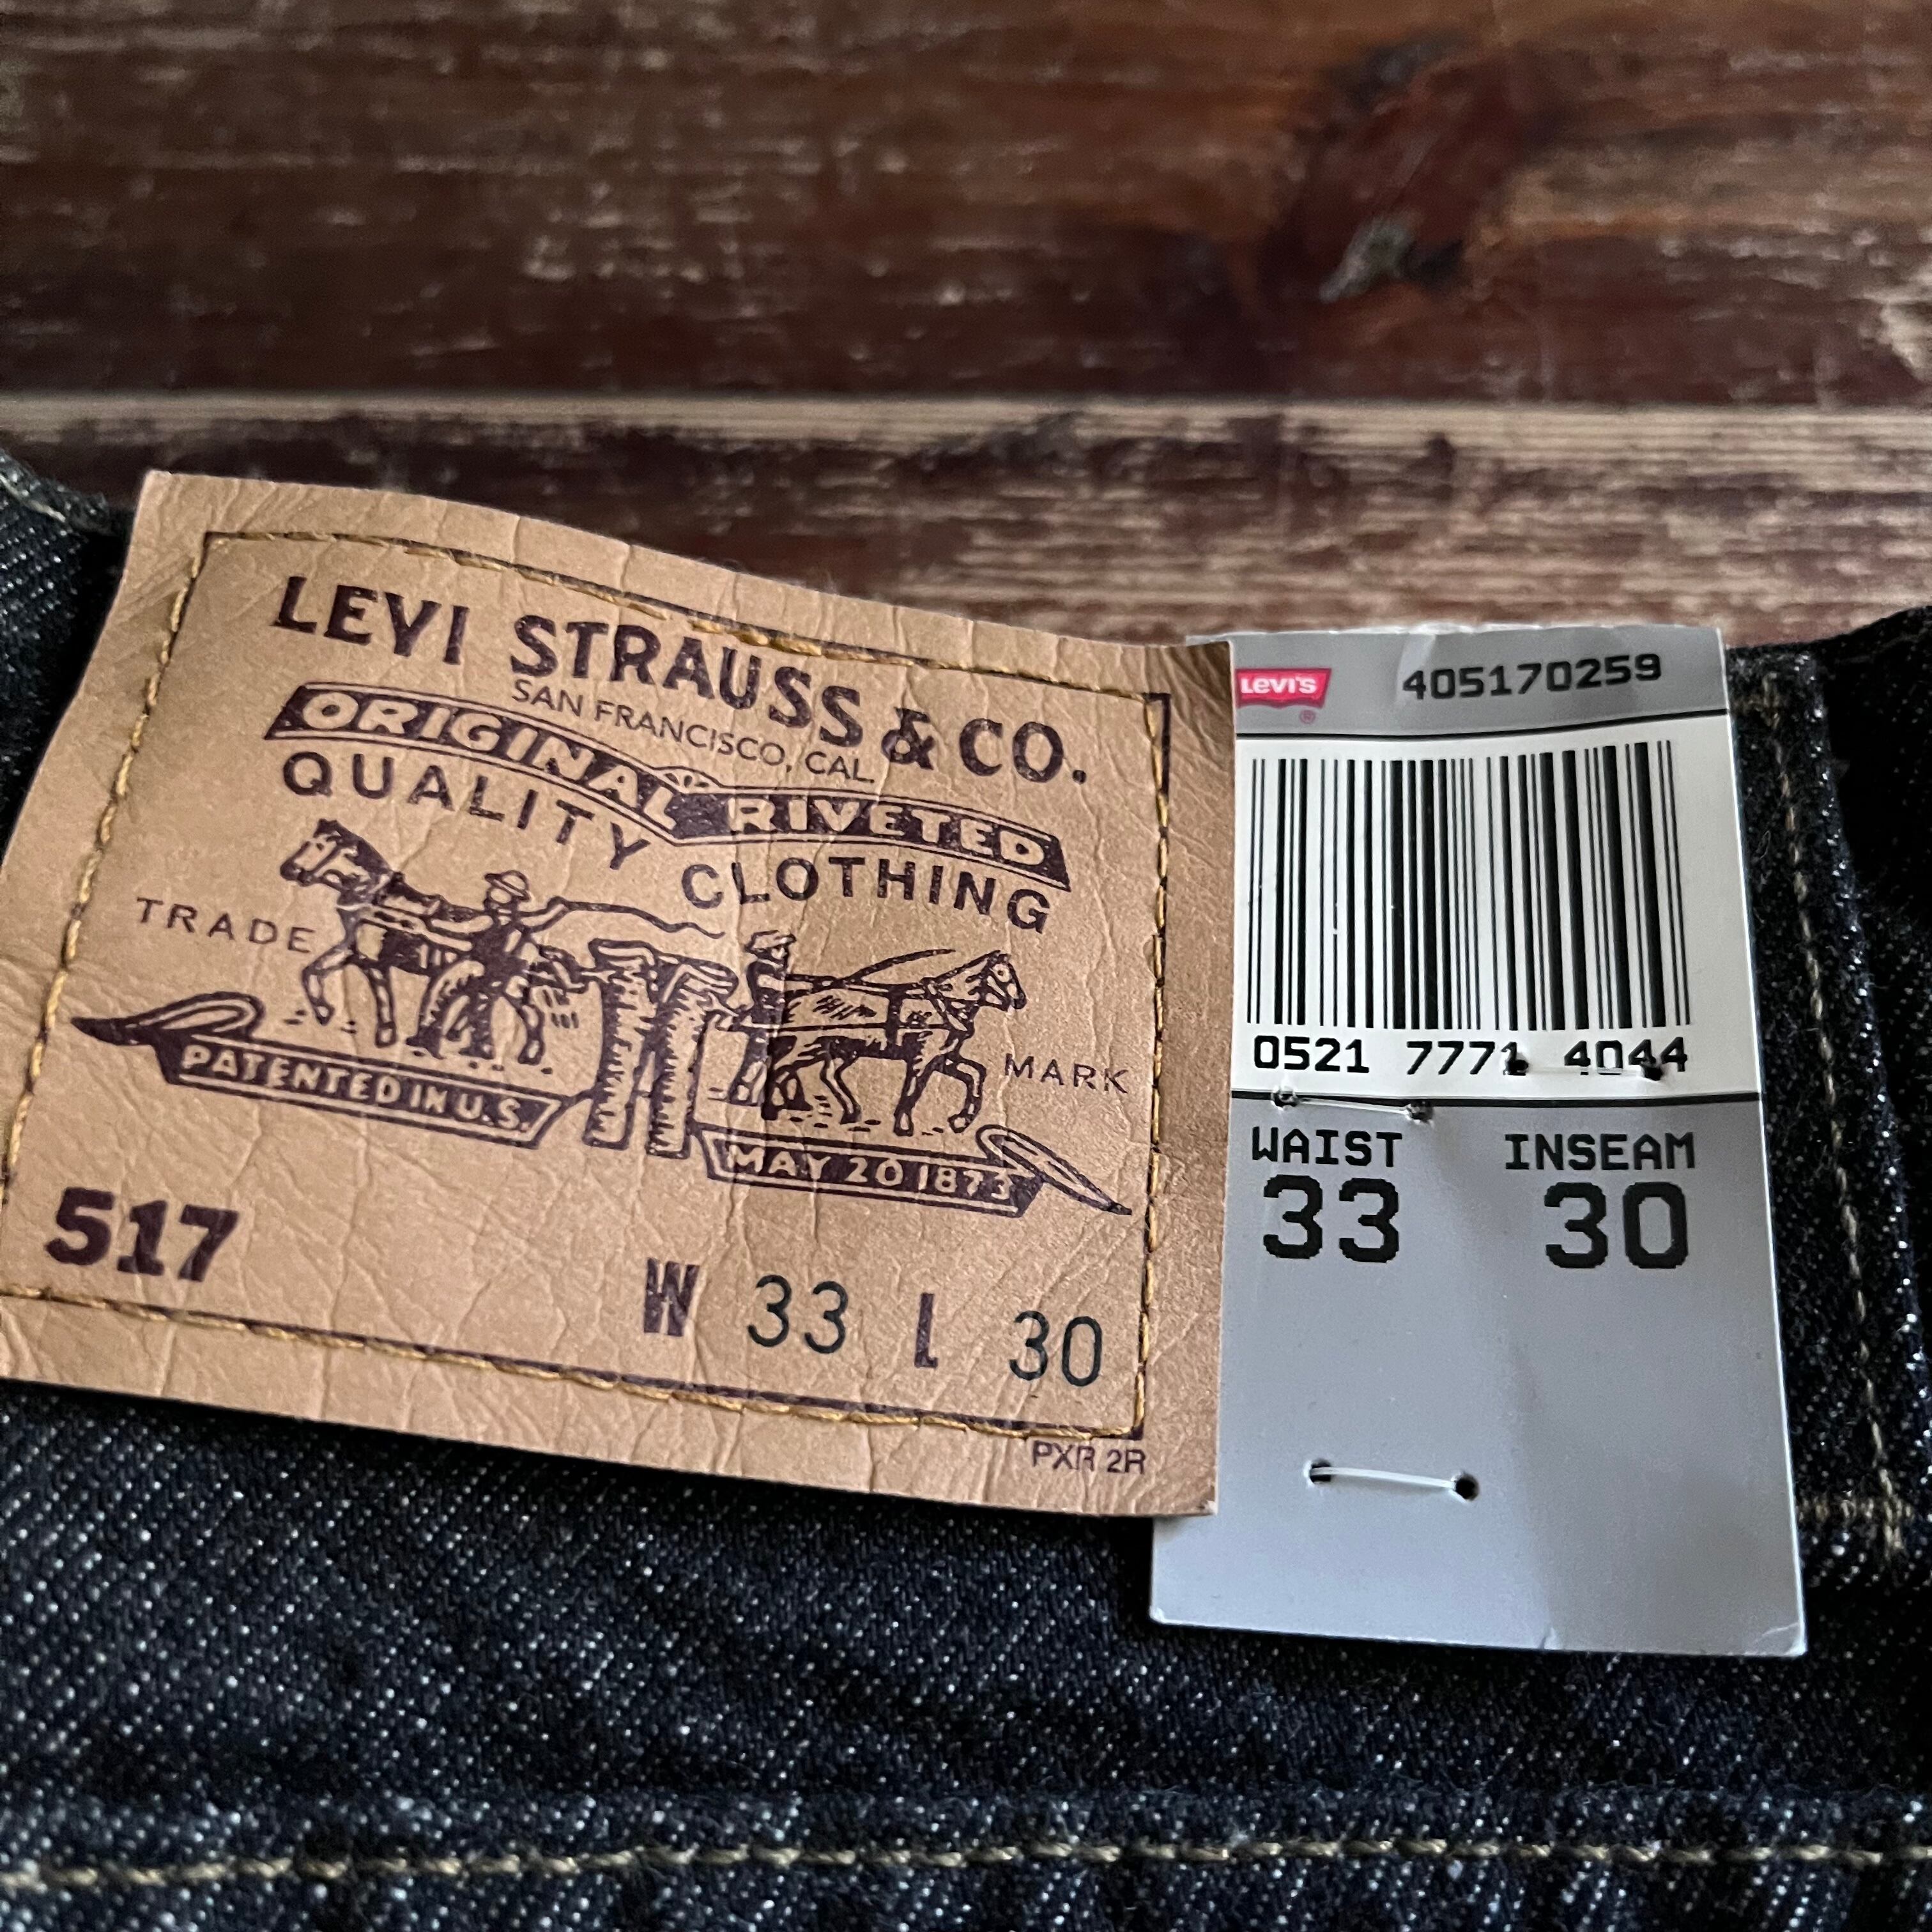 LEVI STRAUSS & CO.
SAN FRANCISCO, CAL
ORIGINAL RIVETED
QUALITY CLOTHING
TRADE MARK
PATENTED IN U.S.
MAY 20 1873
517
W 33 L 30
PXR 2R
Levi's ®
405170259
0521 7771 4044
WAIST INSEAM
33 30